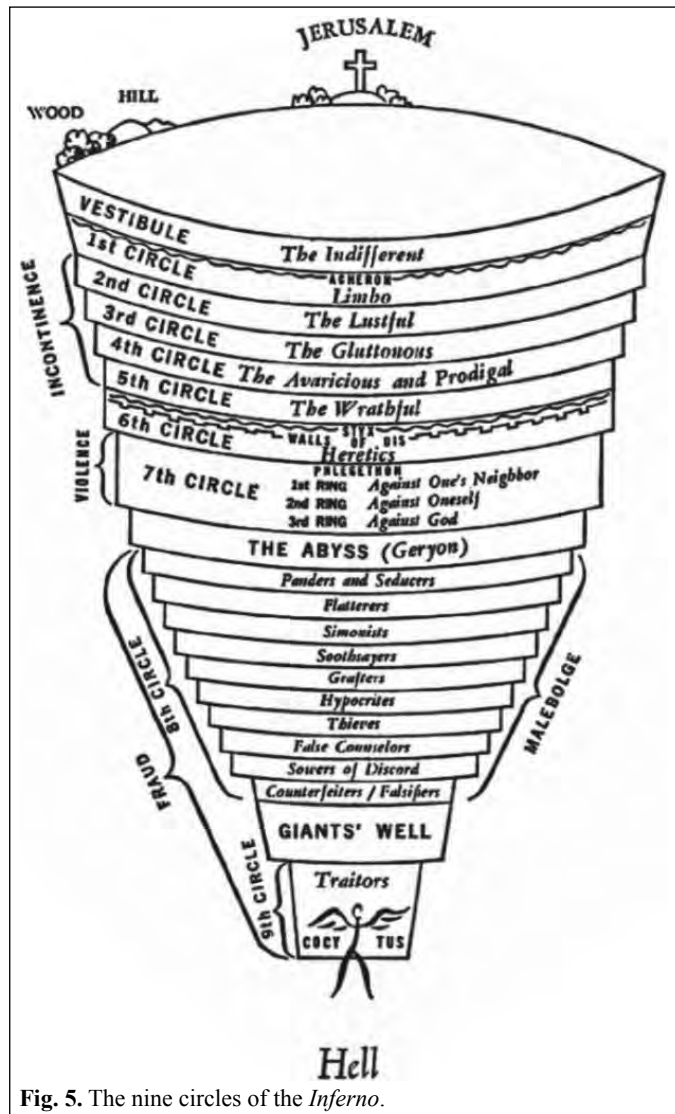 JERUSALEM
HILL
WOOD
VESTIBULE The Indifferent
ACHERON
1st CIRCLE Limbo
2nd CIRCLE The Lustful
3rd CIRCLE The Gluttonous
4th CIRCLE The Avaricious and Prodigal
5th CIRCLE The Wrathful
INCONTINENCE
STYX
WALLS OF DIS
6th CIRCLE Heretics
PHLEGETHON
7th CIRCLE
1st RING Against One's Neighbor
2nd RING Against Oneself
3rd RING Against God
VIOLENCE
THE ABYSS (Geryon)
Panders and Seducers
Flatterers
Simonists
Soothsayers
Grafters
Hypocrites
Thieves
False Counselors
Sowers of Discord
Counterfeiters / Falsifiers
8th CIRCLE
MALEBOLGE
FRAUD
GIANTS' WELL
9th CIRCLE
Traitors
COCY TUS
Hell
Fig. 5. The nine circles of the Inferno.